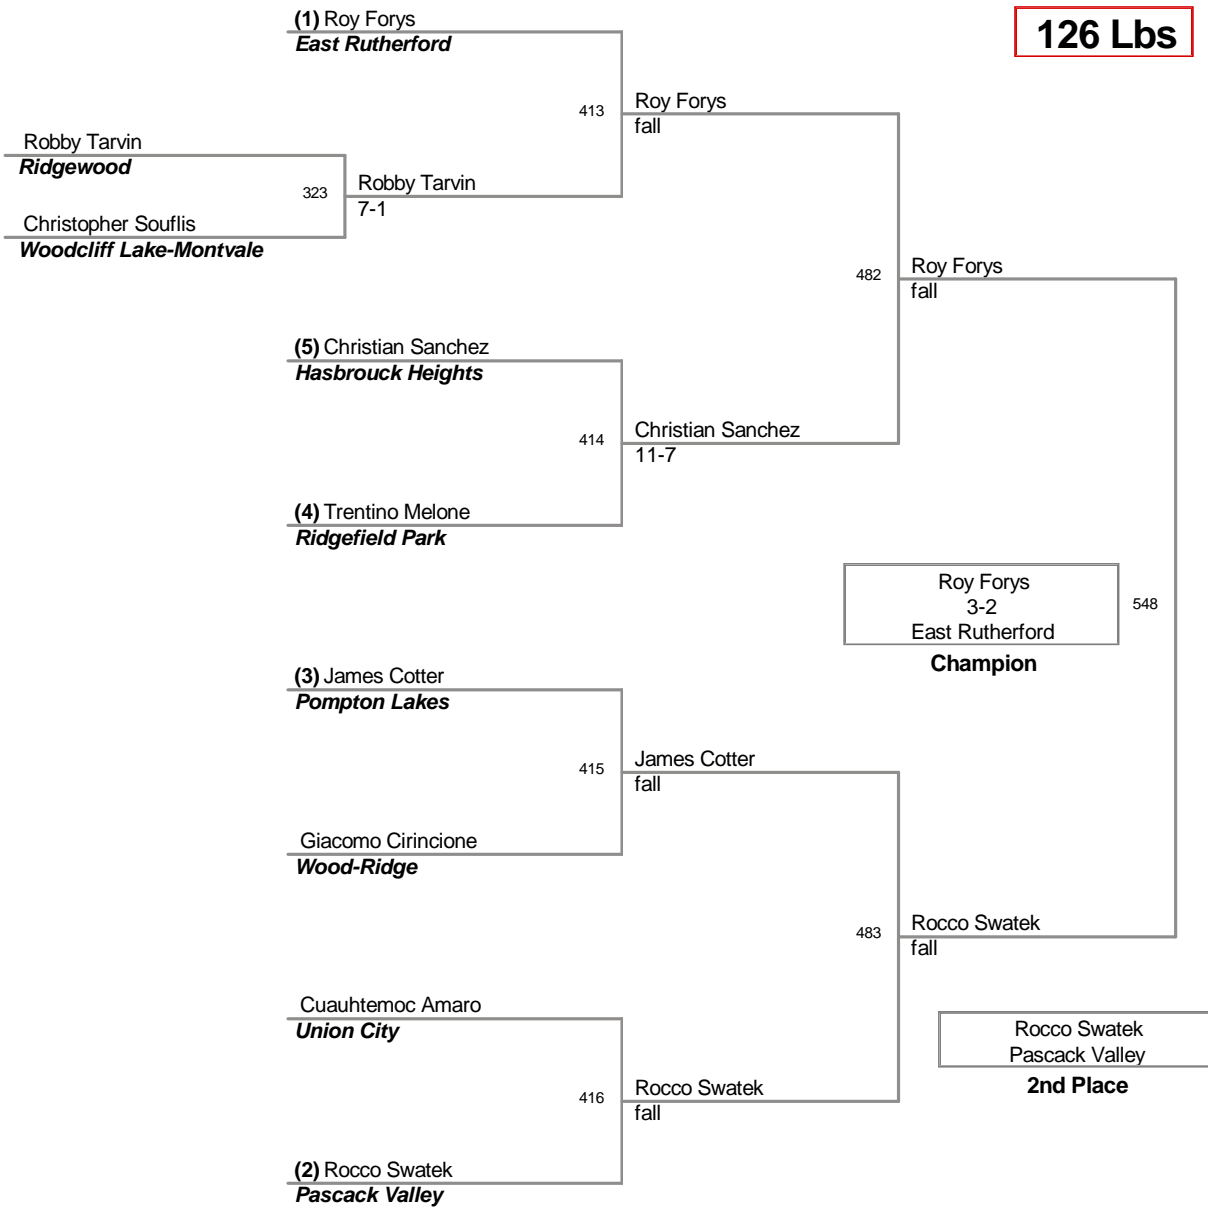 (1) Roy Forys
East Rutherford
126 Lbs
413
Roy Forys
fall
Robby Tarvin
Ridgewood
323
Robby Tarvin
7-1
Christopher Souflis
Woodcliff Lake-Montvale
482
Roy Forys
fall
(5) Christian Sanchez
Hasbrouck Heights
414
Christian Sanchez
11-7
(4) Trentino Melone
Ridgefield Park
Roy Forys
3-2
East Rutherford
548
Champion
(3) James Cotter
Pompton Lakes
415
James Cotter
fall
Giacomo Cirincione
Wood-Ridge
483
Rocco Swatek
fall
Cuauhtemoc Amaro
Union City
Rocco Swatek
Pascack Valley
2nd Place
416
Rocco Swatek
fall
(2) Rocco Swatek
Pascack Valley